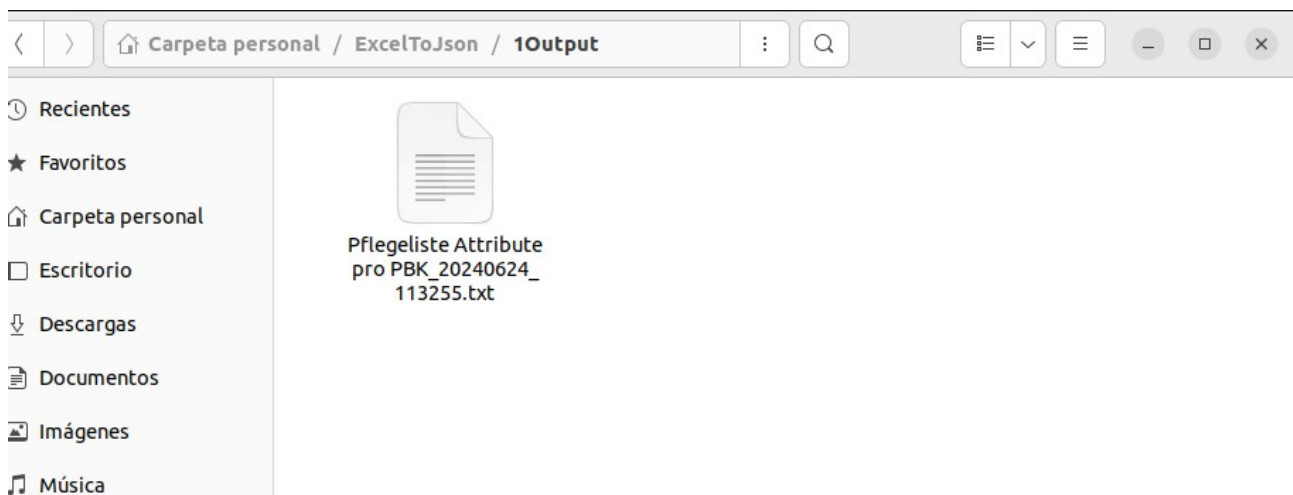 Carpeta personal / ExcelToJson / 1Output
Recientes
Favoritos
Carpeta personal
Escritorio
Descargas
Documentos
Imágenes
Música
Pflegeliste Attribute
pro PBK_20240624_
113255.txt